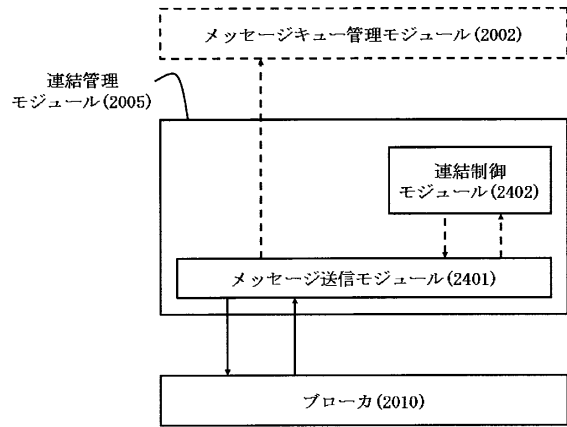 メッセージキュー管理モジュール(2002)
連結管理
モジュール(2005)
連結制御
モジュール(2402)
メッセージ送信モジュール(2401)
ブローカ(2010)